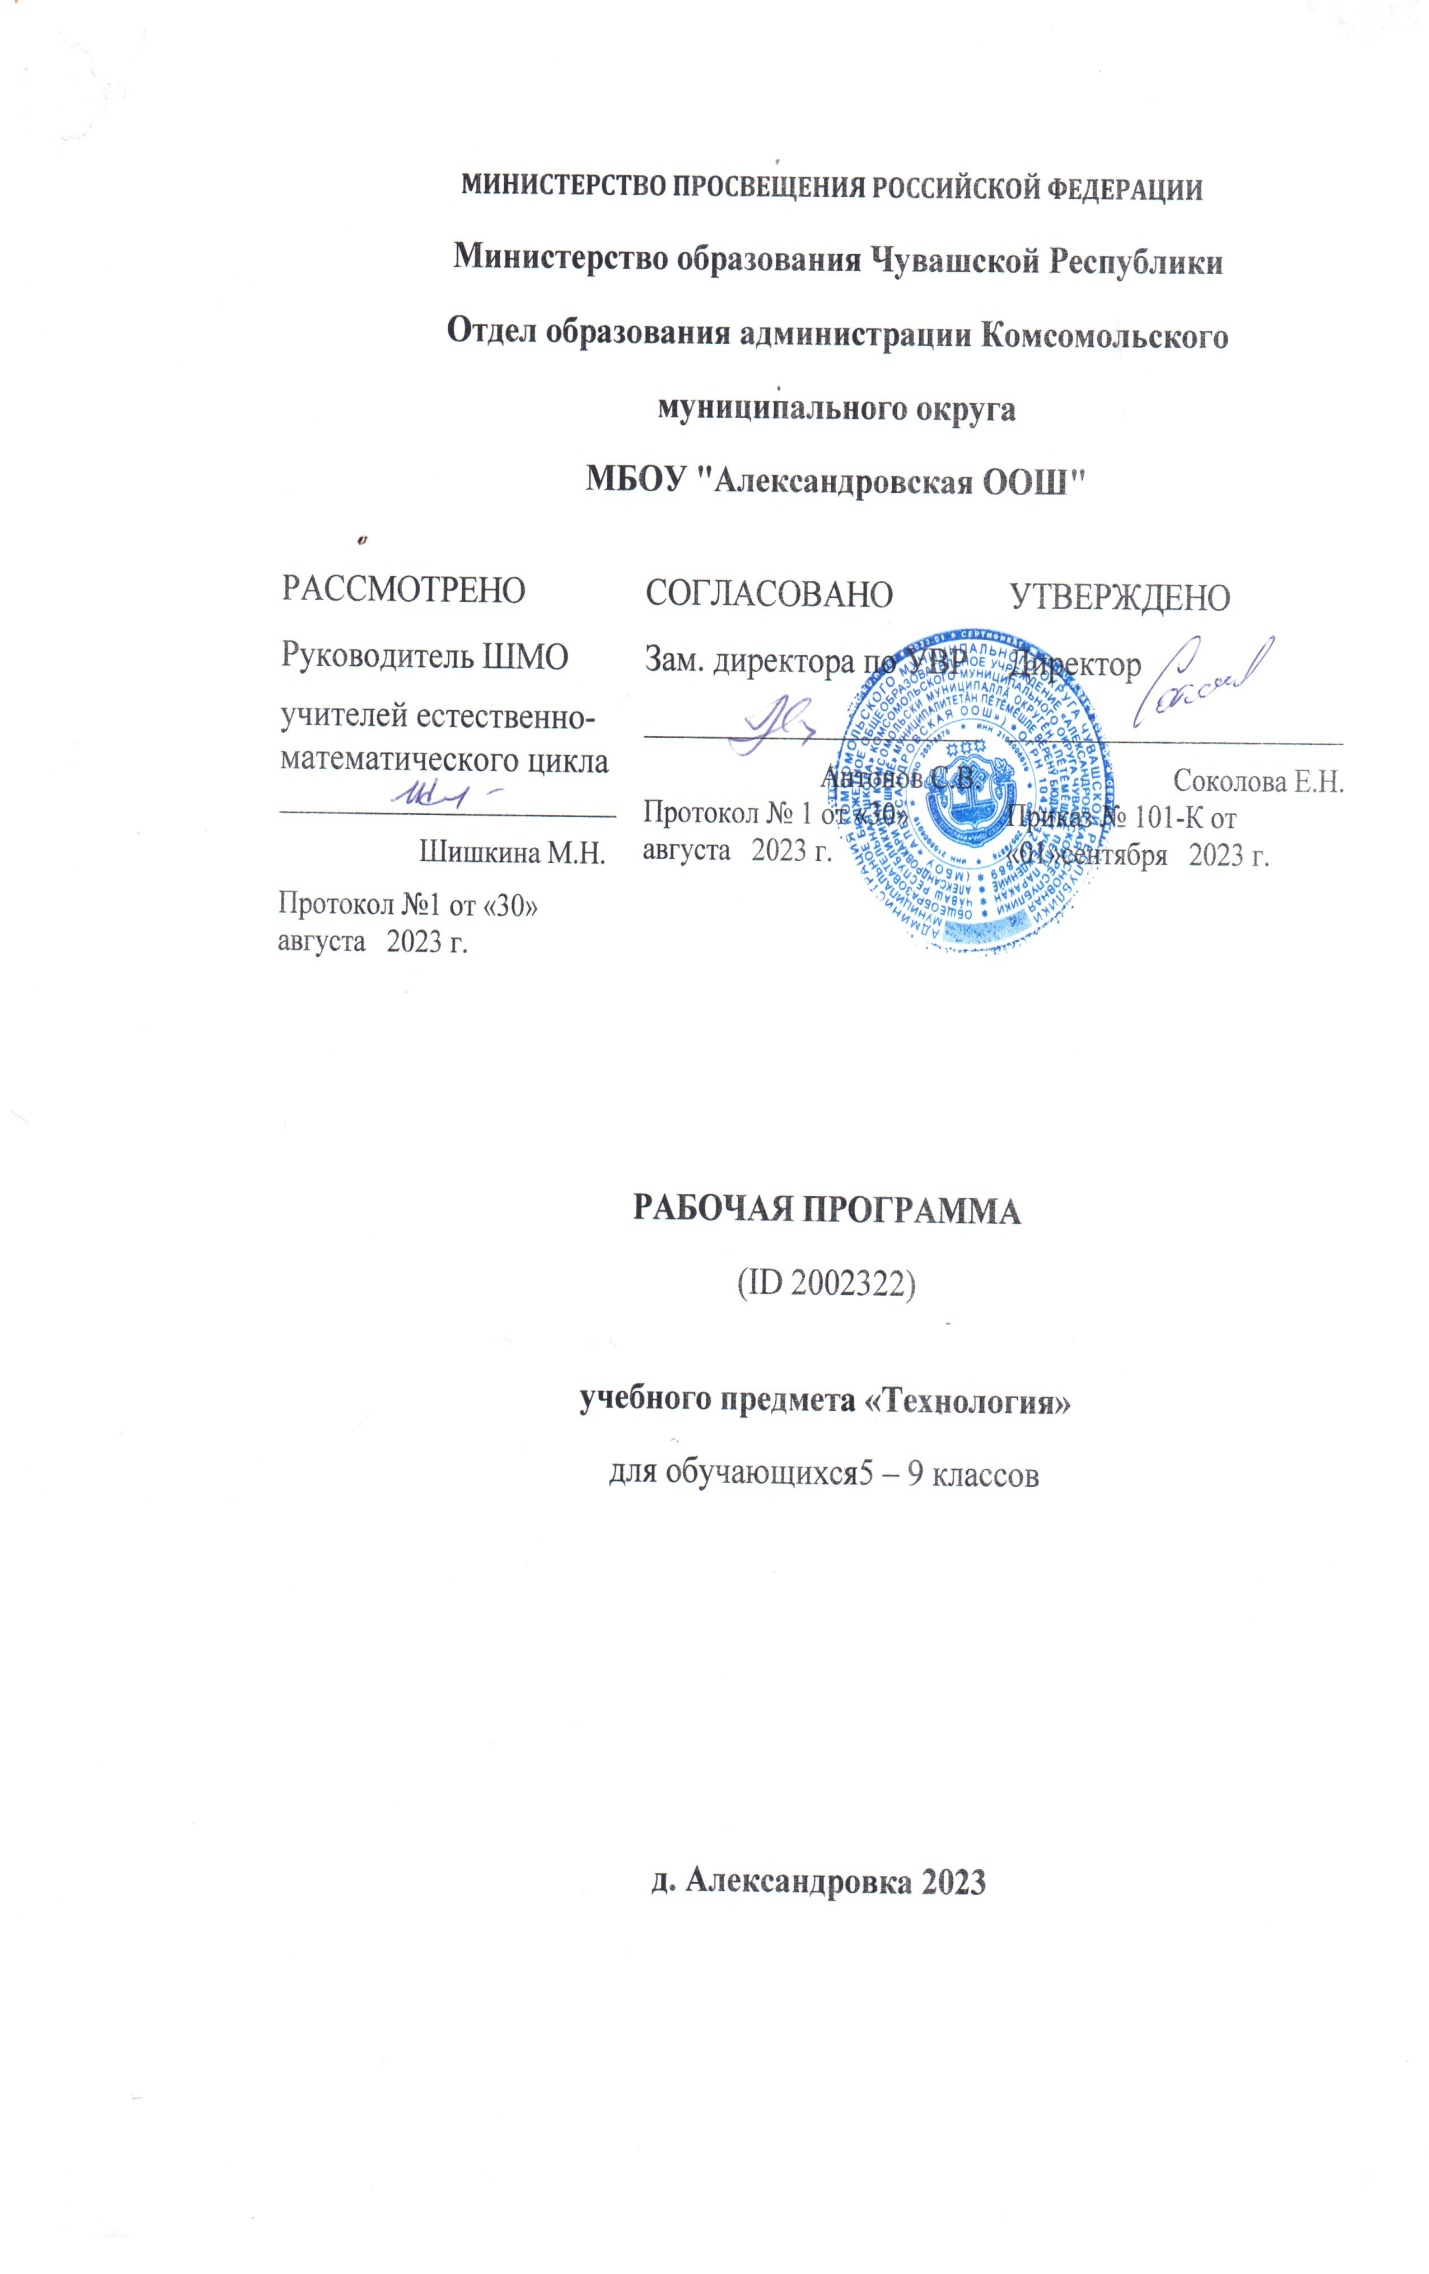 МИНИСТЕРСТВО ПРОСВЕЩЕНИЯ РОССИЙСКОЙ ФЕДЕРАЦИИ
Министерство образования Чувашской Республики
Отдел образования администрации Комсомольского
муниципального округа
МБОУ "Александровская ООШ"
РАССМОТРЕНО
Руководитель ШМО
учителей естественно-
математического цикла
Шишкина М.Н.
Протокол №1 от «30»
августа 2023 г.
СОГЛАСОВАНО
Зам. директора по УВР
Антонов С.В.
Протокол № 1 от «30»
августа 2023 г.
УТВЕРЖДЕНО
Директор
Соколова Е.Н.
Приказ № 101-К от
«01»сентября 2023 г.
РАБОЧАЯ ПРОГРАММА
(ID 2002322)
учебного предмета «Технология»
для обучающихся5 – 9 классов
д. Александровка 2023